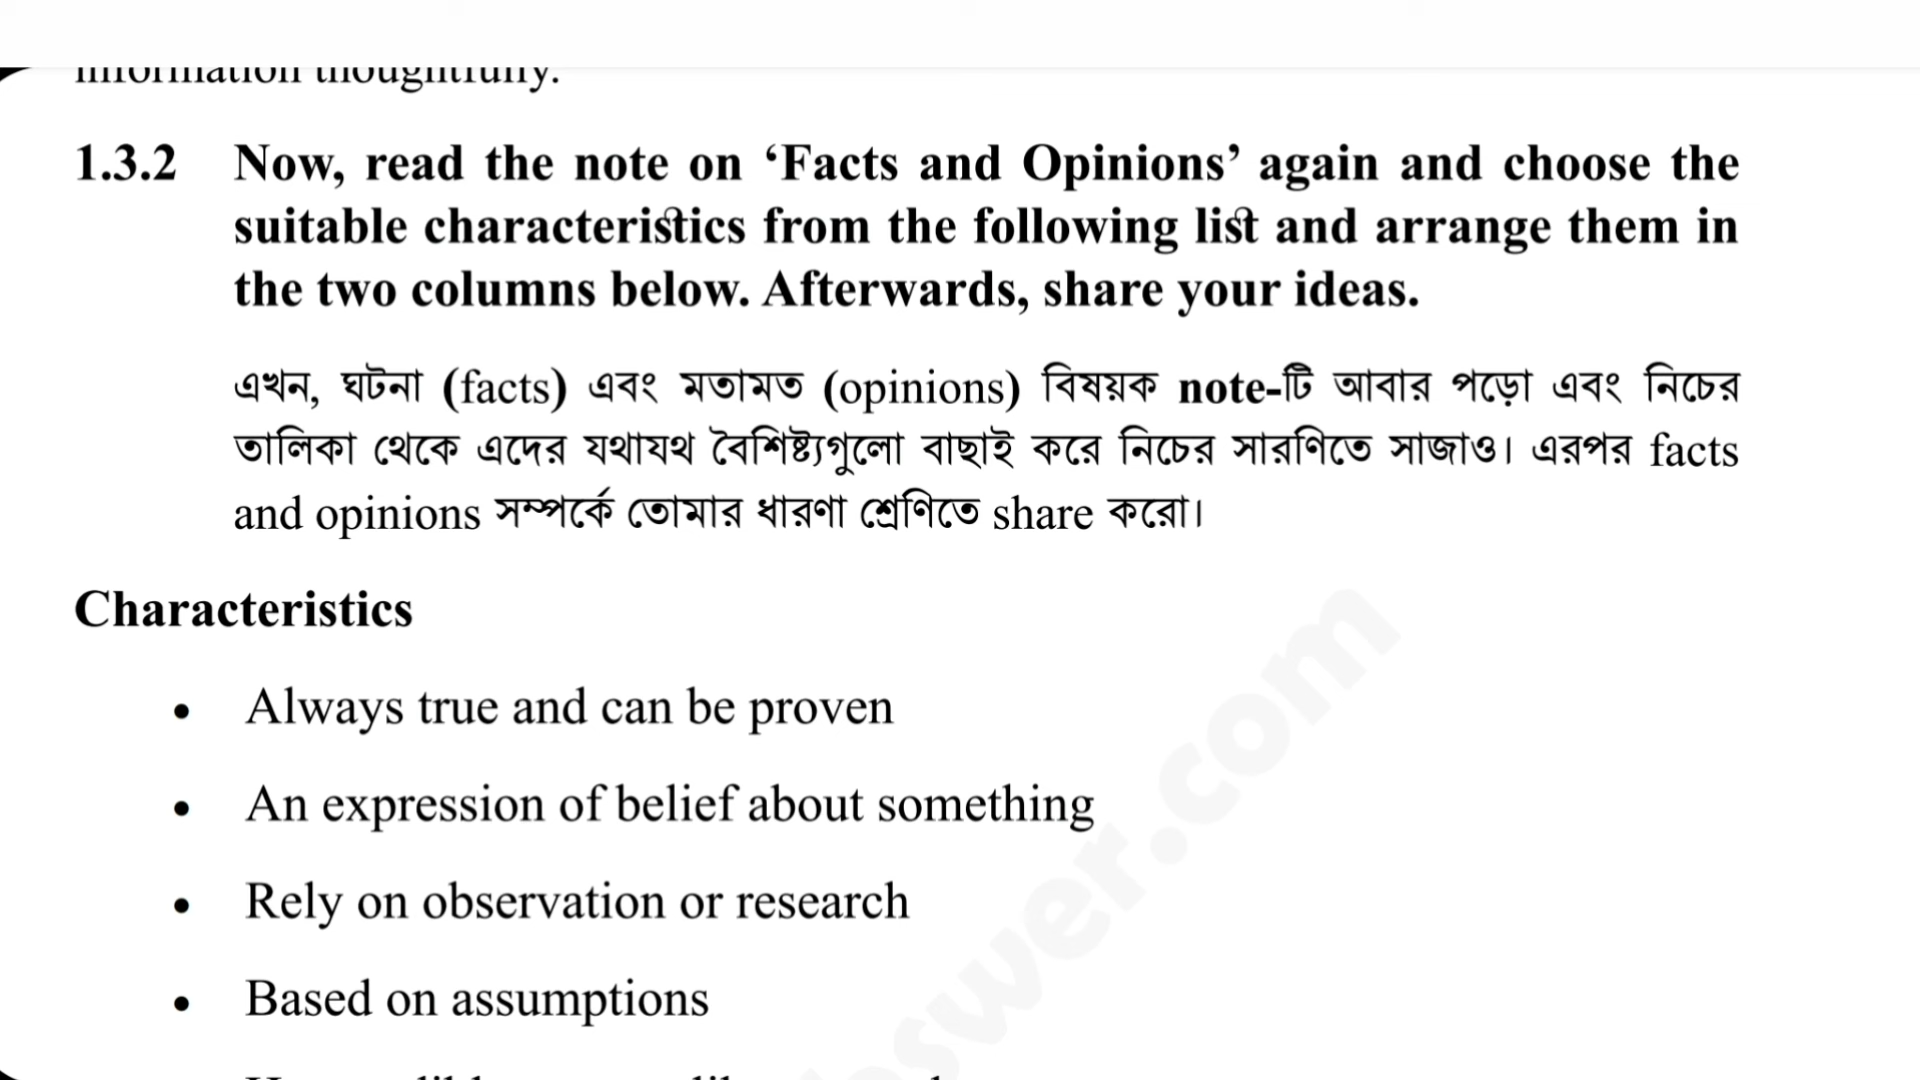 information thoughtfully.
1.3.2 Now, read the note on ‘Facts and Opinions’ again and choose the
suitable characteristics from the following list and arrange them in
the two columns below. Afterwards, share your ideas.
এখন, ঘটনা (facts) এবং মতামত (opinions) বিষয়ক note-টি আবার পড়ো এবং নিচের
তালিকা থেকে এদের যথাযথ বৈশিষ্ট্যগুলো বাছাই করে নিচের সারণিতে সাজাও। এরপর facts
and opinions সম্পর্কে তোমার ধারণা শ্রেণিতে share করো।
Characteristics
• Always true and can be proven
• An expression of belief about something
• Rely on observation or research
• Based on assumptions